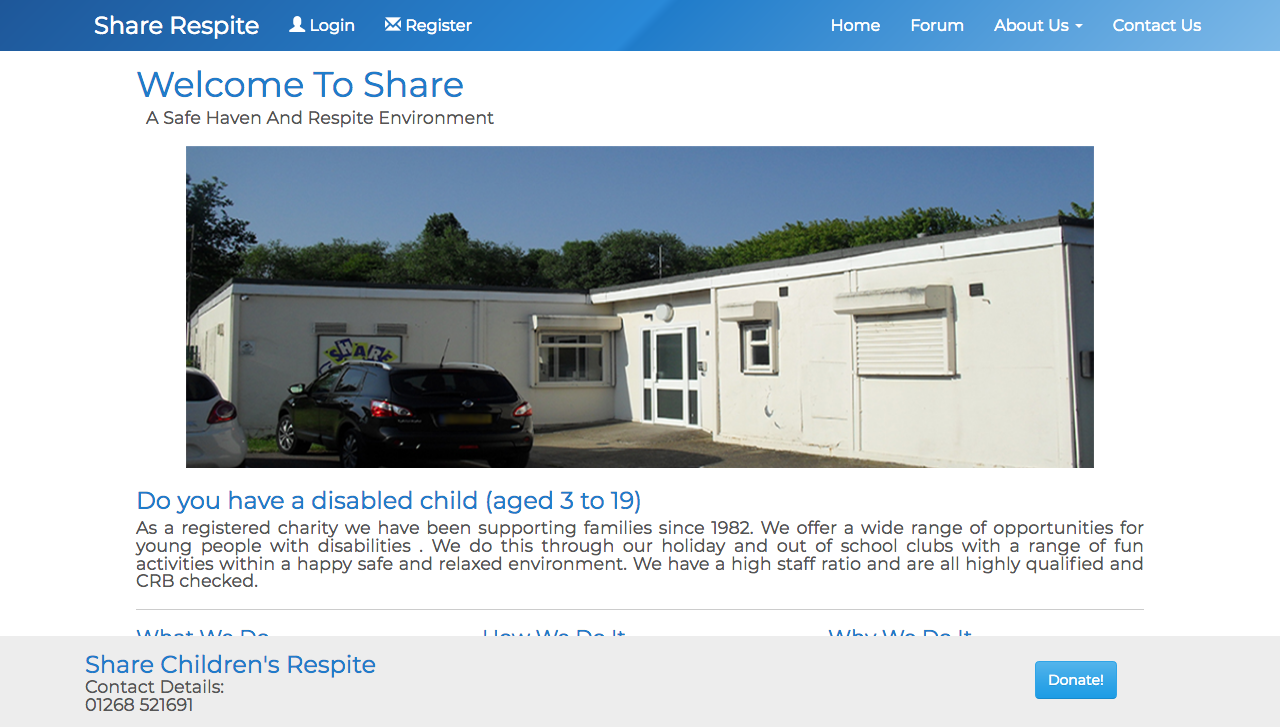 Share Respite Login Register Home Forum About Us Contact Us
Welcome To Share
A Safe Haven And Respite Environment
SHARE
Do you have a disabled child (aged 3 to 19)
As a registered charity we have been supporting families since 1982. We offer a wide range of opportunities for
young people with disabilities . We do this through our holiday and out of school clubs with a range of fun
activities within a happy safe and relaxed environment. We have a high staff ratio and are all highly qualified and
CRB checked.
What We Do How We Do It Why We Do It
Share Children's Respite
Contact Details:
01268 521691
Donate!